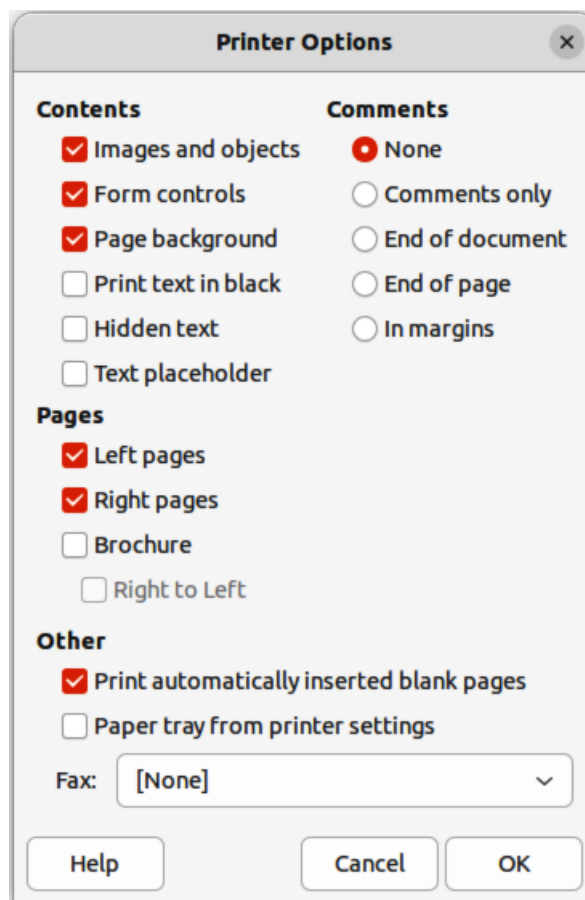 Printer Options
Contents
Images and objects
Form controls
Page background
Print text in black
Hidden text
Text placeholder
Comments
None
Comments only
End of document
End of page
In margins
Pages
Left pages
Right pages
Brochure
Right to Left
Other
Print automatically inserted blank pages
Paper tray from printer settings
Fax: [None]
Help Cancel OK